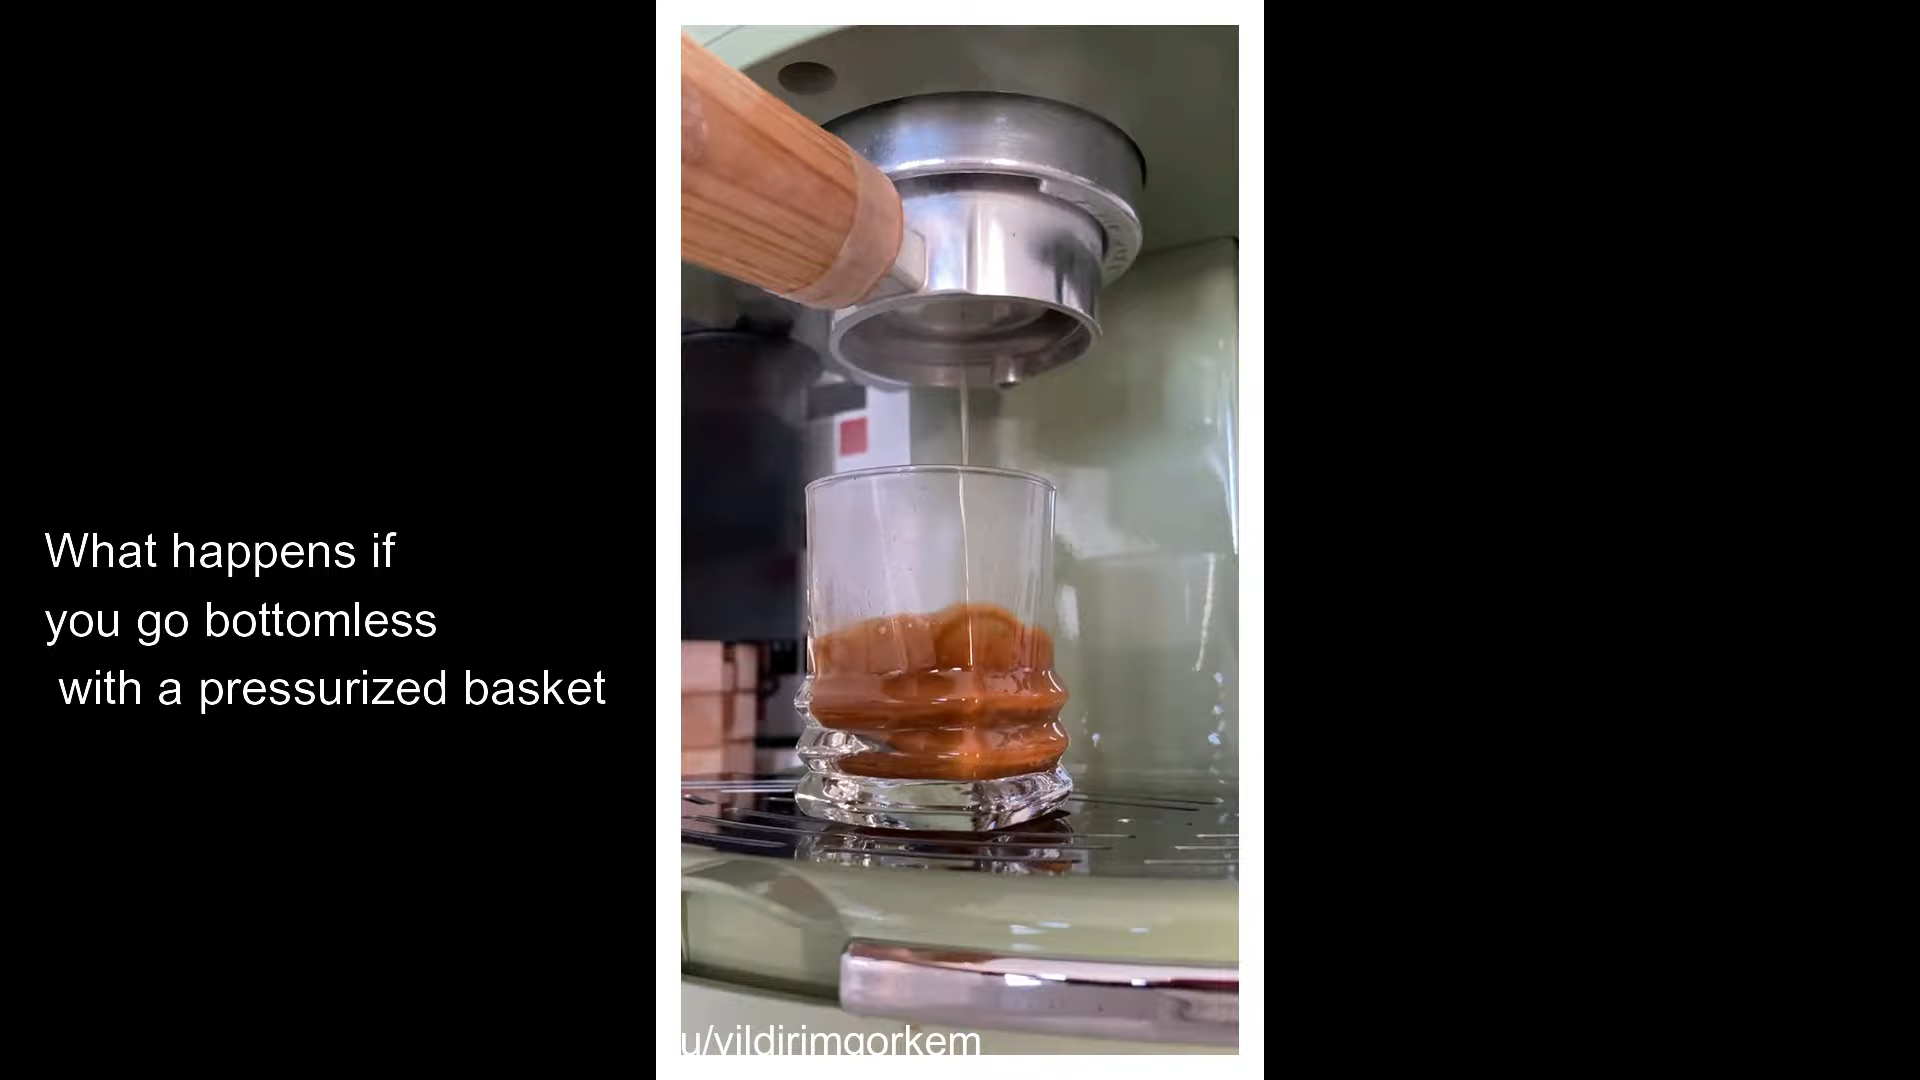 What happens if
you go bottomless
with a pressurized basket
u/yildirimgorkem